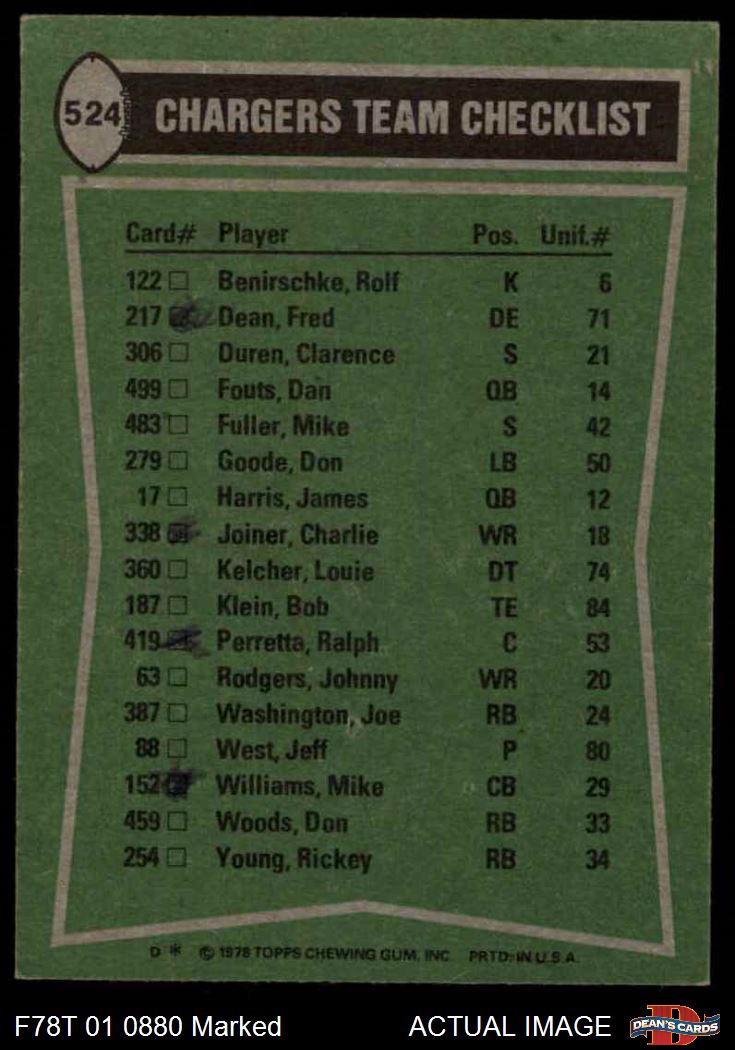 524 CHARGERS TEAM CHECKLIST
Card# Player Pos. Unif.#
122 Benirschke, Rolf K 6
217 Dean, Fred DE 71
306 Duren, Clarence S 21
499 Fouts, Dan QB 14
483 Fuller, Mike S 42
279 Goode, Don LB 50
17 Harris, James QB 12
338 Joiner, Charlie WR 18
360 Kelcher, Louie DT 74
187 Klein, Bob TE 84
419 Perretta, Ralph C 53
63 Rodgers, Johnny WR 20
387 Washington, Joe RB 24
88 West, Jeff P 80
152 Williams, Mike CB 29
459 Woods, Don RB 33
254 Young, Rickey RB 34
D * © 1978 TOPPS CHEWING GUM, INC. PRTD. IN U.S.A.
F78T 01 0880 Marked ACTUAL IMAGE D DEAN'S CARDS